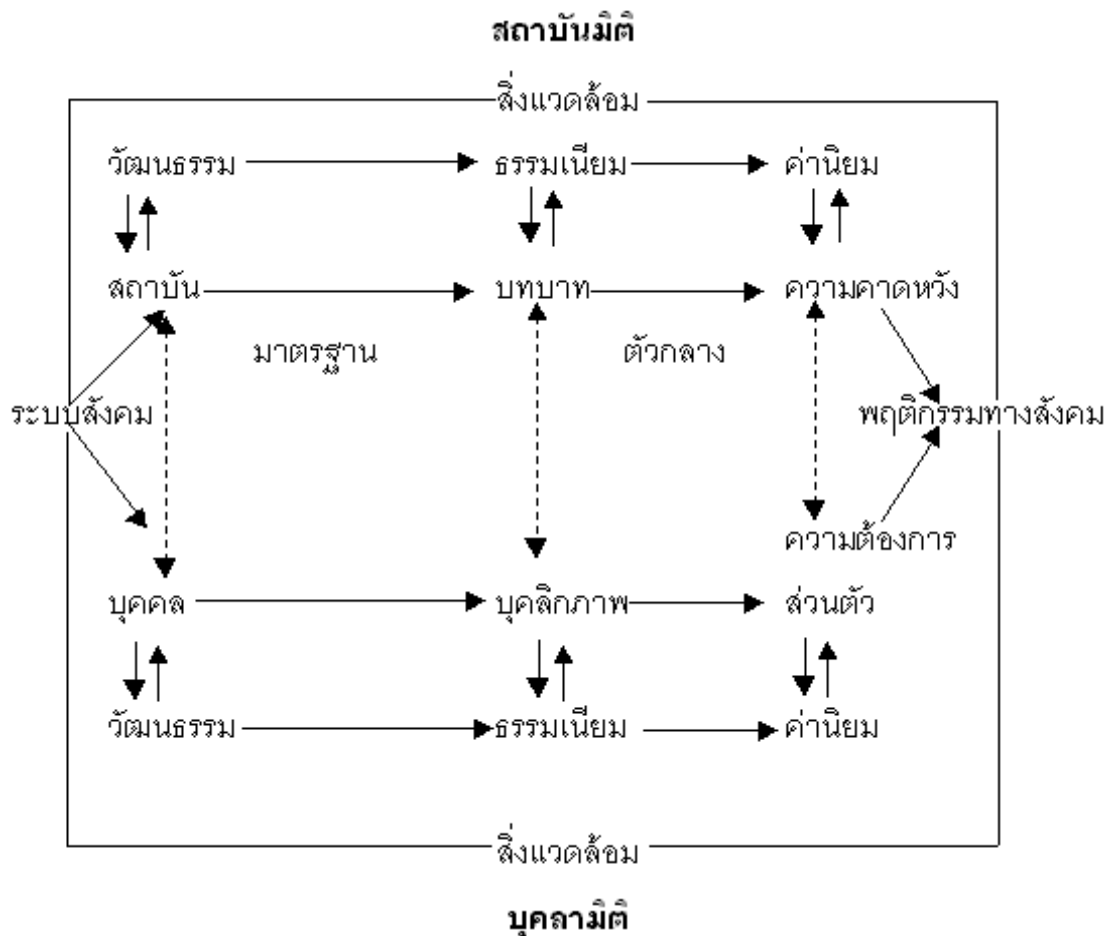 สถาบันมิติ
สิ่งแวดล้อม
วัฒนธรรม ธรรมเนียม ค่านิยม
สถาบัน บทบาท ความคาดหวัง
มาตรฐาน ตัวกลาง
ระบบสังคม พฤติกรรมทางสังคม
ความต้องการ
บุคคล บุคลิกภาพ ส่วนตัว
วัฒนธรรม ธรรมเนียม ค่านิยม
สิ่งแวดล้อม
บุคลามิติ